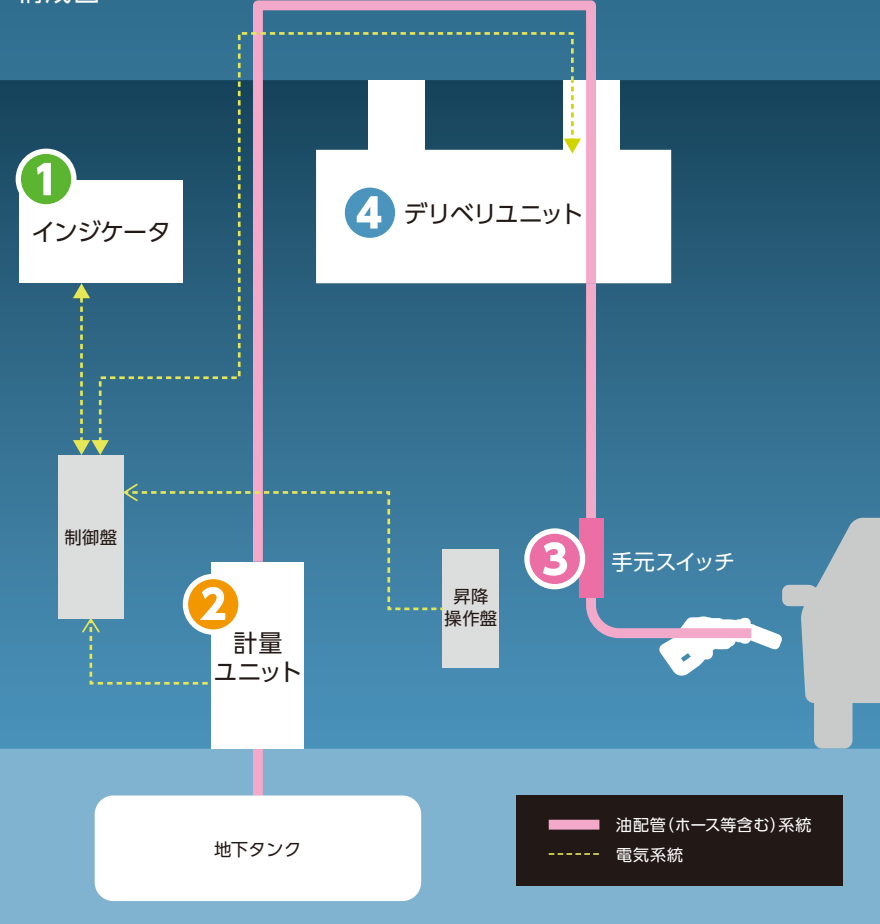 1
インジケータ
4 デリベリユニット
制御盤
2
計量
ユニット
昇降
操作盤
3 手元スイッチ
地下タンク
油配管(ホース等含む)系統
電気系統